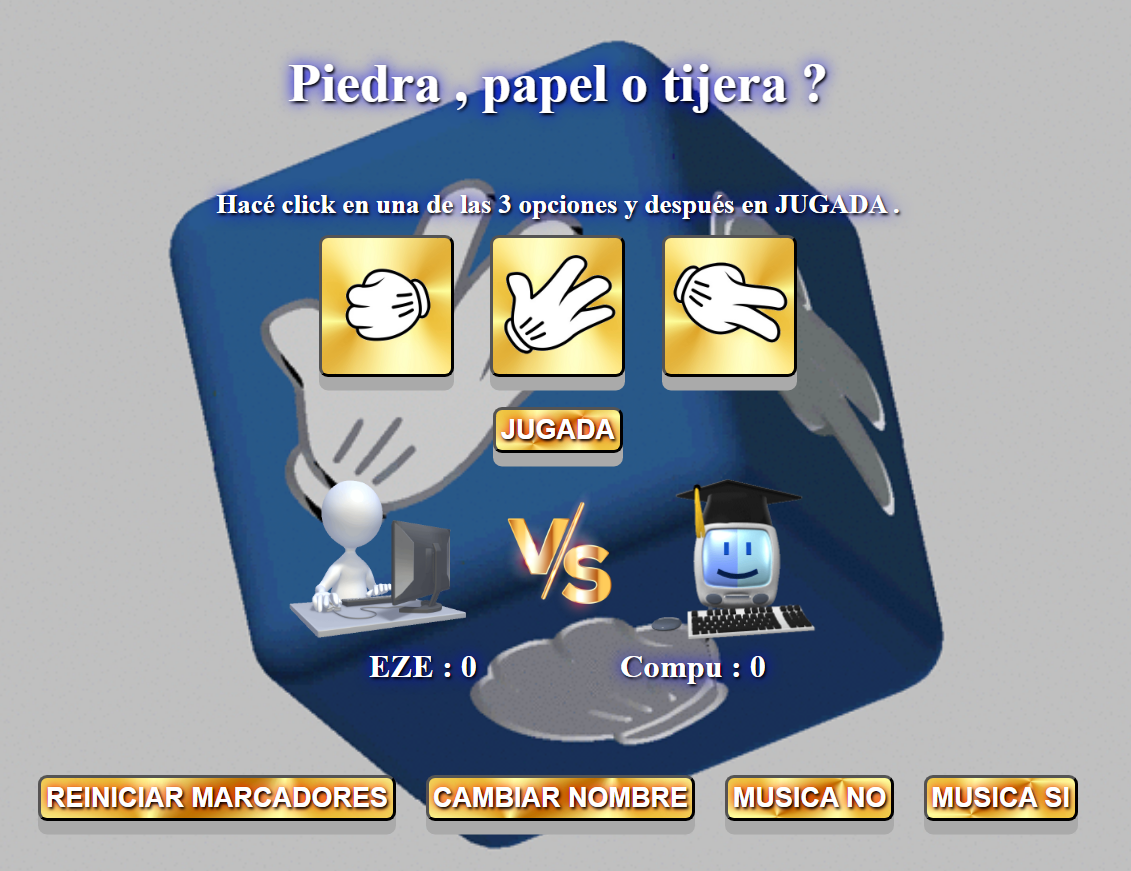 Piedra , papel o tijera ?
Hacé click en una de las 3 opciones y después en JUGADA .
JUGADA
VS
EZE : 0
Compu : 0
REINICIAR MARCADORES
CAMBIAR NOMBRE
MUSICA NO
MUSICA SI